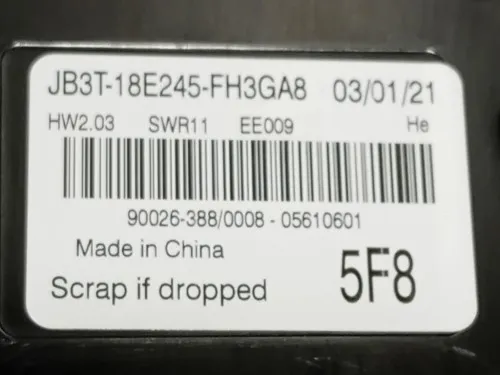 JB3T-18E245-FH3GA8 03/01/21
HW2.03 SWR11 EE009 He
90026-388/0008 - 05610601
Made in China
Scrap if dropped
5F8